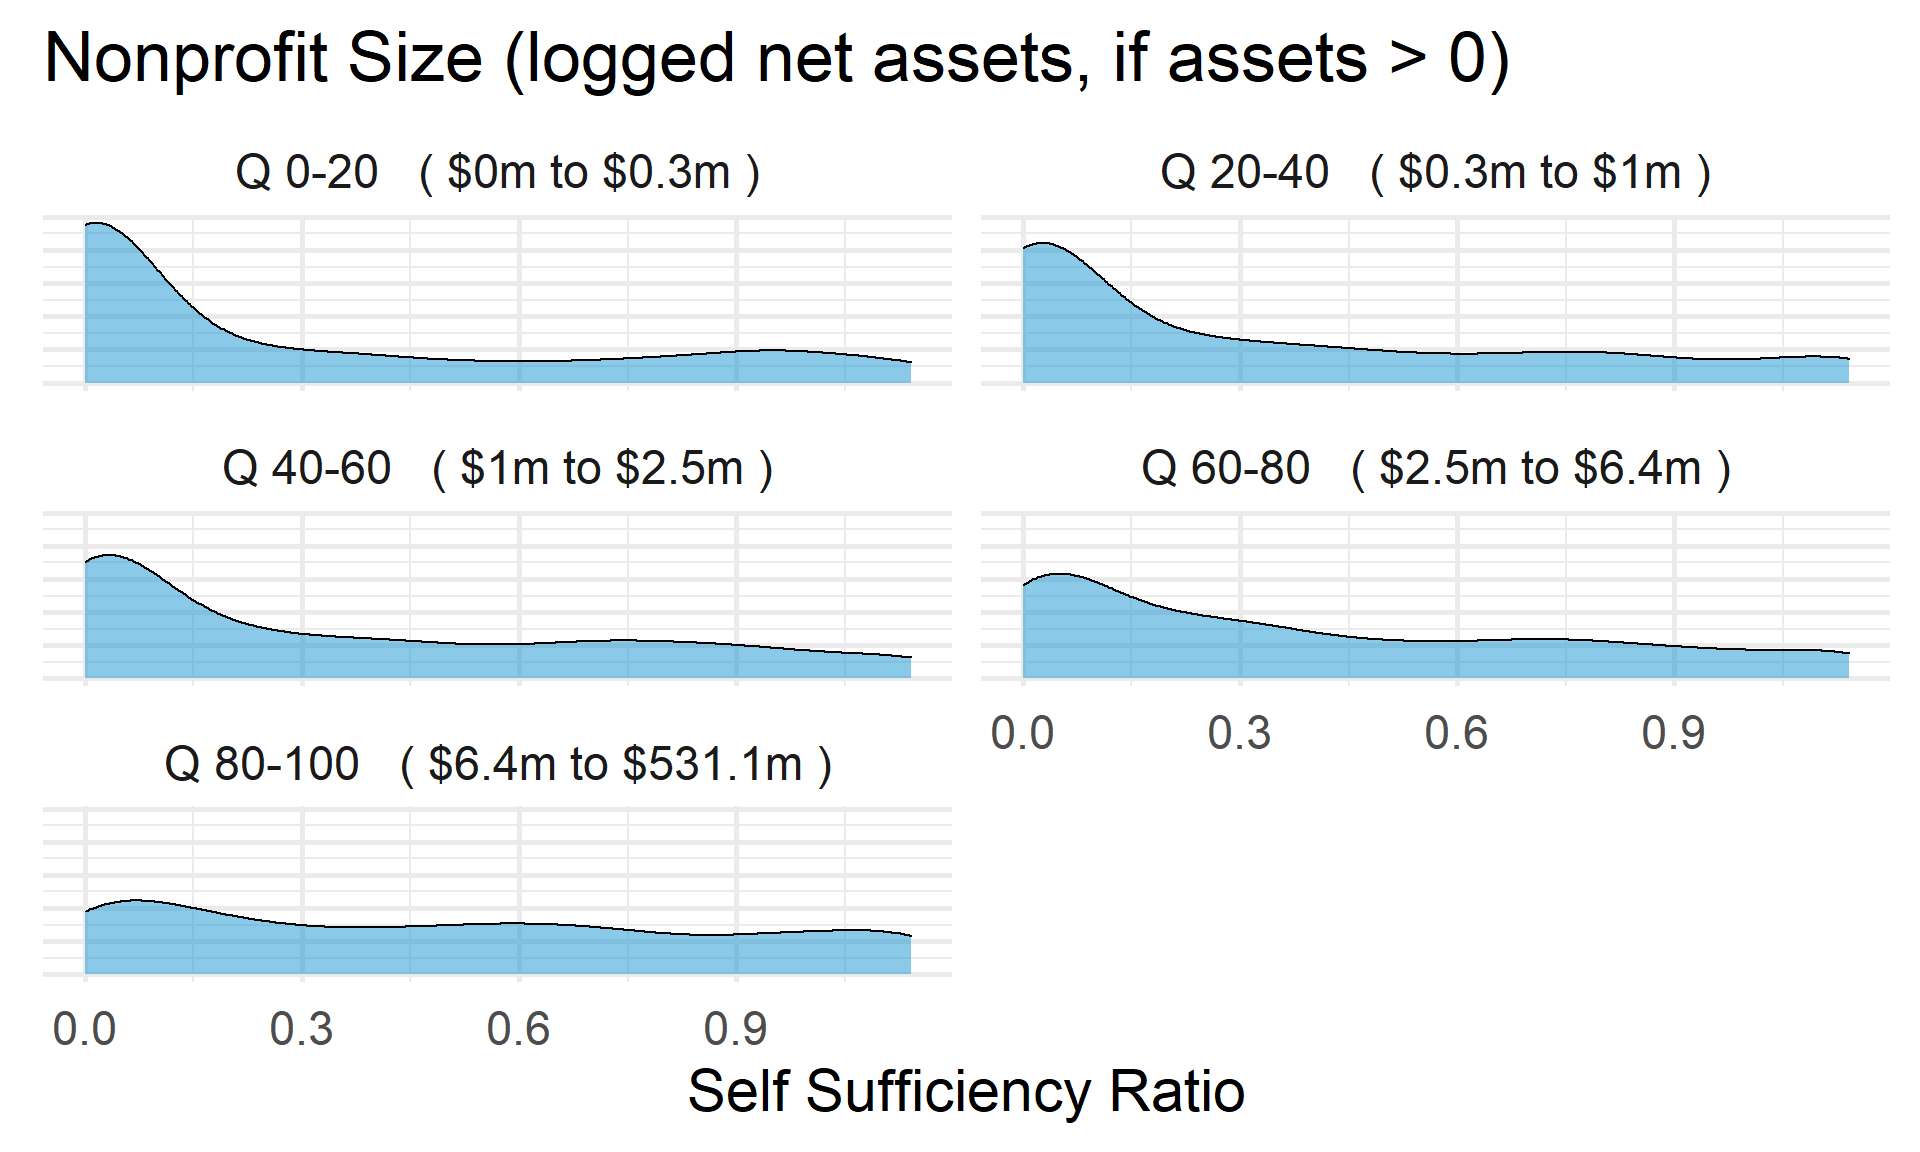 Nonprofit Size (logged net assets, if assets > 0)
Q 0-20 ( $0m to $0.3m )
Q 20-40 ( $0.3m to $1m )
Q 40-60 ( $1m to $2.5m )
Q 60-80 ( $2.5m to $6.4m )
0.0 0.3 0.6 0.9
Q 80-100 ( $6.4m to $531.1m )
0.0 0.3 0.6 0.9
Self Sufficiency Ratio